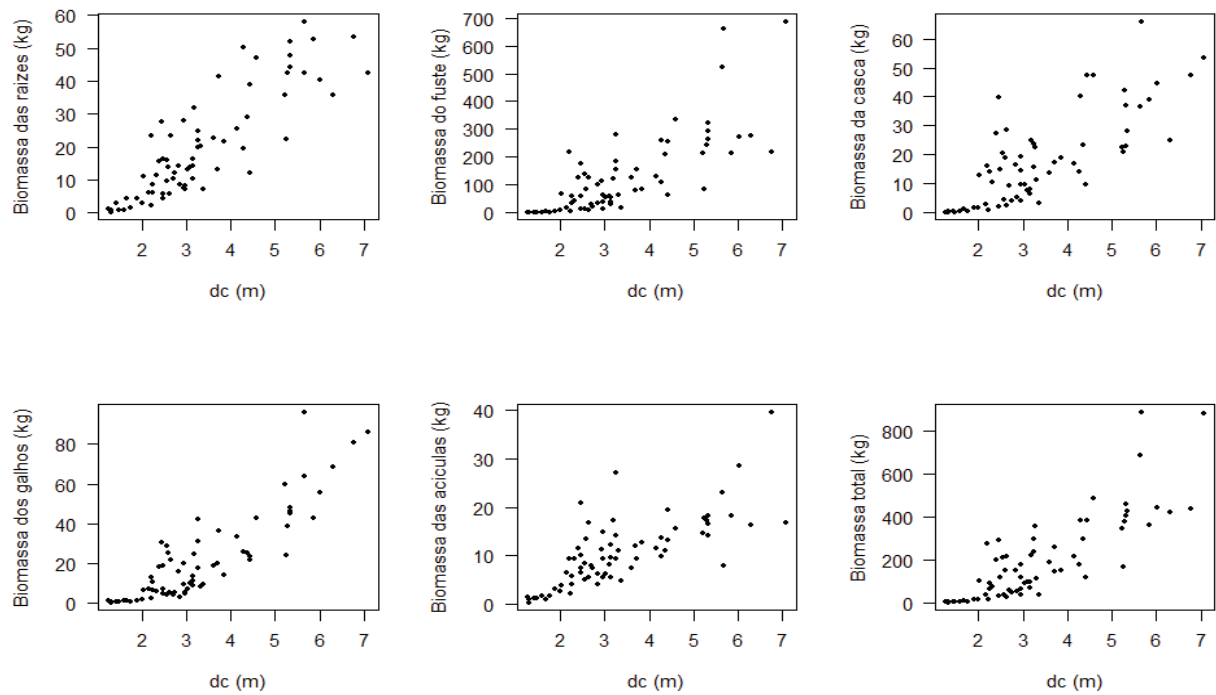 Biomassa das raizes (kg)
60
50
40
30
20
10
0
2 3 4 5 6 7
dc (m)
Biomassa do fuste (kg)
700
600
500
400
300
200
100
0
2 3 4 5 6 7
dc (m)
Biomassa da casca (kg)
60
50
40
30
20
10
0
2 3 4 5 6 7
dc (m)
Biomassa dos galhos (kg)
80
60
40
20
0
2 3 4 5 6 7
dc (m)
Biomassa das aciculas (kg)
40
30
20
10
0
2 3 4 5 6 7
dc (m)
Biomassa total (kg)
800
600
400
200
0
2 3 4 5 6 7
dc (m)